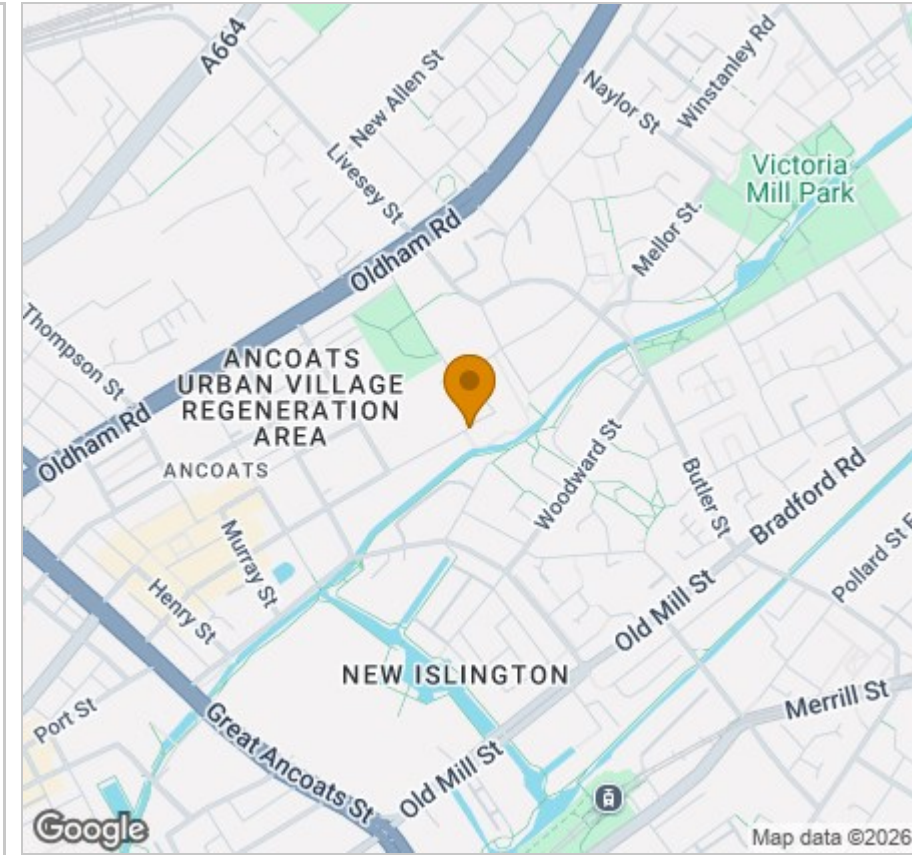 A664
New Allen St
Naylor St
Winstanley Rd
Livesey St
Victoria
Mill Park
Mellor St.
Oldham Rd
Thompson St
ANCOATS
URBAN VILLAGE
REGENERATION
AREA
Oldham Rd
ANCOATS
Woodward St
Butler St
Bradford Rd
Murray St
Henry St
Pollard St E
Old Mill St
NEW ISLINGTON
Port St
Great Ancoats St
Merrill St
Old Mill St
Google
Map data ©2026